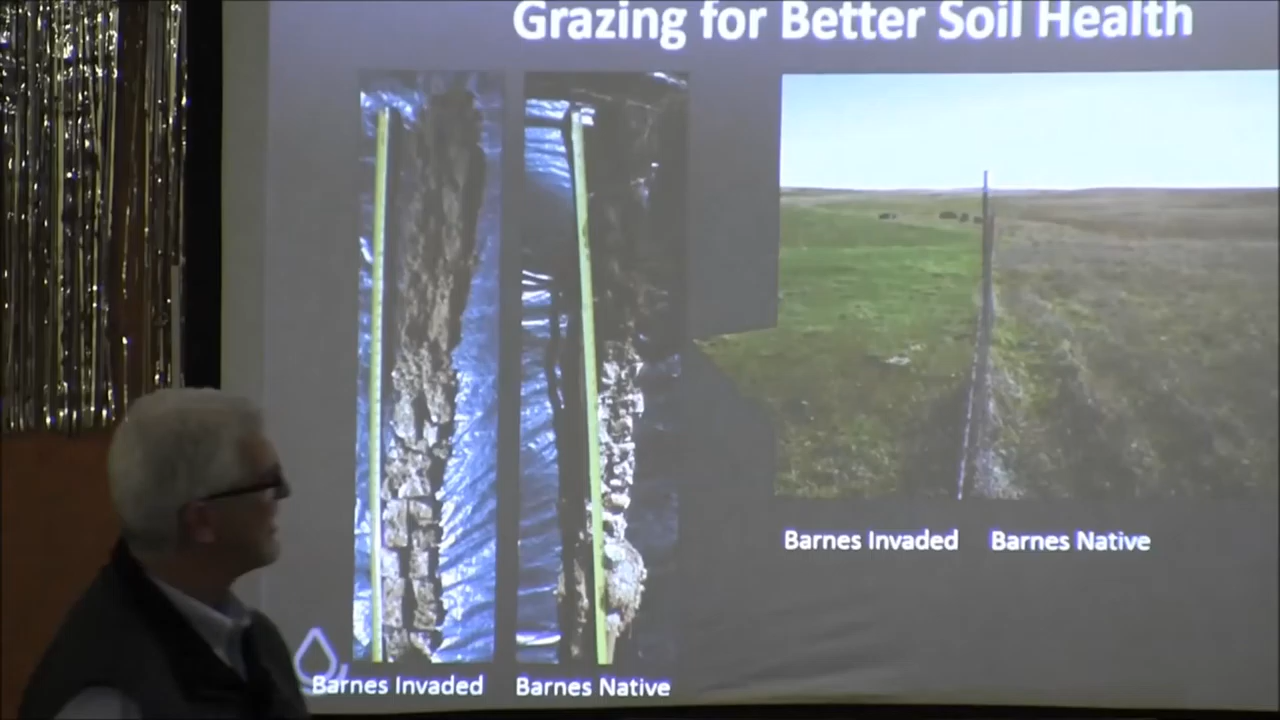 Grazing for Better Soil Health
Barnes Invaded
Barnes Native
Barnes Invaded
Barnes Native